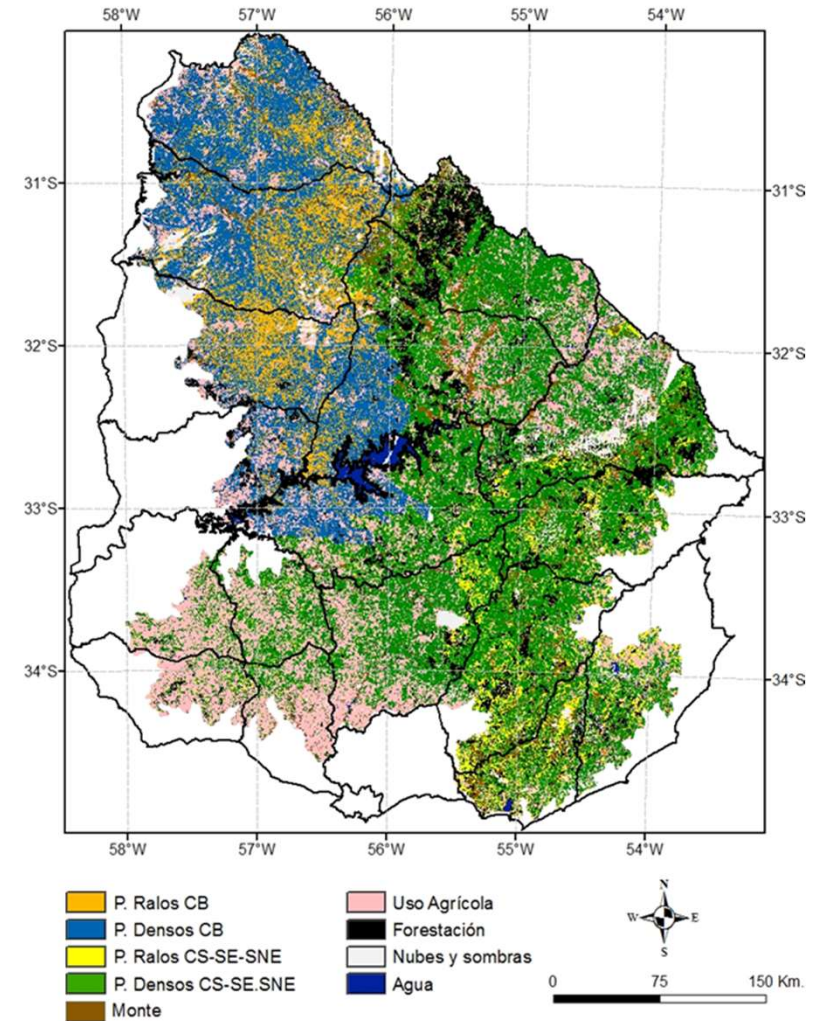 58°W 57°W 56°W 55°W 54°W
31°S 31°S
32°S 32°S
33°S 33°S
34°S 34°S
58°W 57°W 56°W 55°W 54°W
P. Ralos CB
P. Densos CB
P. Ralos CS-SE-SNE
P. Densos CS-SE.SNE
Monte
Uso Agrícola
Forestación
Nubes y sombras
Agua
N
W E
S
0 75 150 Km.